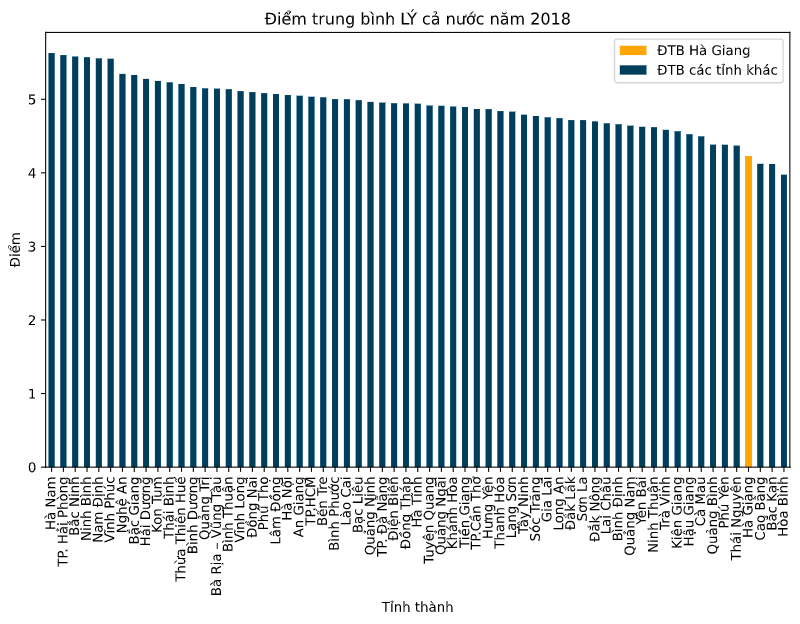 Điểm trung bình LÝ cả nước năm 2018
ĐTB Hà Giang
ĐTB các tỉnh khác
5
4
3
2
1
0
Điểm
Hà Nam
TP. Hải Phòng
Bắc Ninh
Ninh Bình
Nam Định
Vĩnh Phúc
Nghệ An
Bắc Giang
Hải Dương
Kon Tum
Thái Bình
Thừa Thiên Huế
Bình Dương
Quảng Trị
Bà Rịa – Vũng Tàu
Bình Thuận
Vĩnh Long
Đồng Nai
Phú Thọ
Lâm Đồng
Hà Nội
An Giang
TP.HCM
Bến Tre
Bình Phước
Lào Cai
Bạc Liêu
Quảng Ninh
TP. Đà Nẵng
Điện Biên
Đồng Tháp
Hà Tĩnh
Tuyên Quang
Quảng Ngãi
Khánh Hòa
Tiền Giang
TP.Cần Thơ
Hưng Yên
Thanh Hóa
Lạng Sơn
Tây Ninh
Sóc Trăng
Gia Lai
Long An
Đắk Lắk
Sơn La
Đắk Nông
Lai Châu
Bình Định
Quảng Nam
Yên Bái
Ninh Thuận
Trà Vinh
Kiên Giang
Hậu Giang
Cà Mau
Quảng Bình
Phú Yên
Thái Nguyên
Hà Giang
Cao Bằng
Bắc Kạn
Hòa Bình
Tỉnh thành